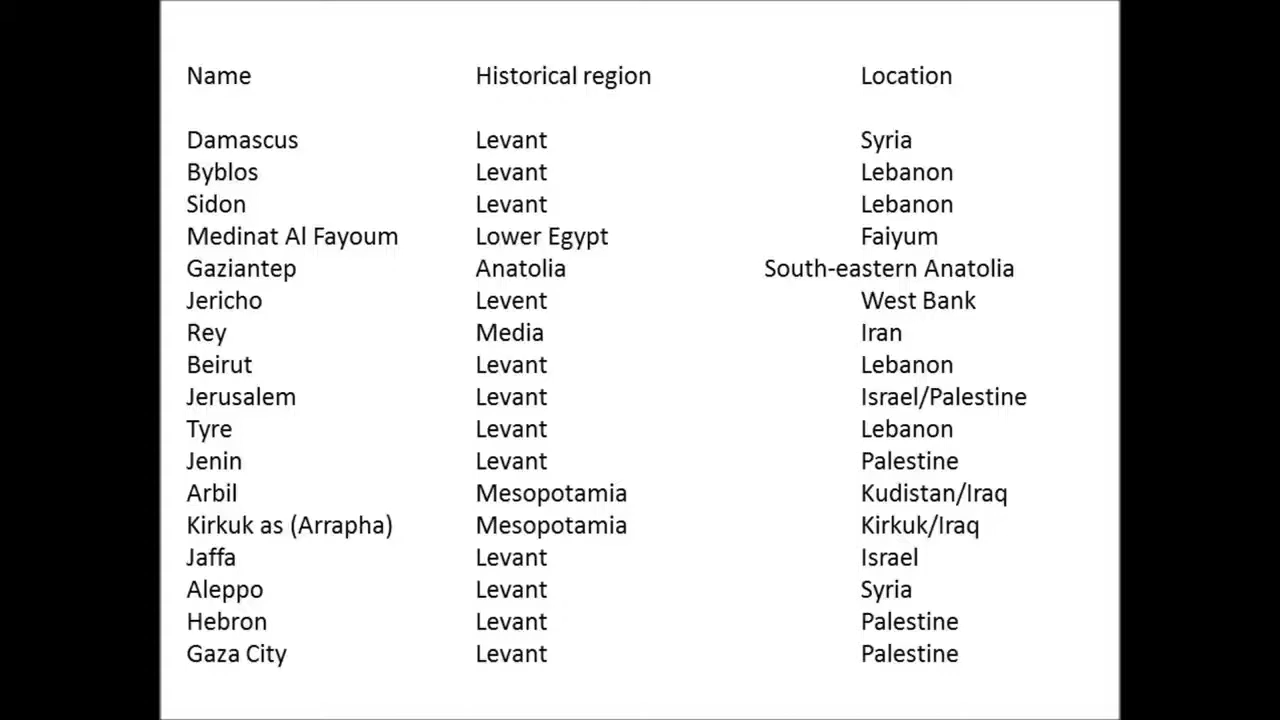 Name Historical region Location
Damascus Levant Syria
Byblos Levant Lebanon
Sidon Levant Lebanon
Medinat Al Fayoum Lower Egypt Faiyum
Gaziantep Anatolia South-eastern Anatolia
Jericho Levent West Bank
Rey Media Iran
Beirut Levant Lebanon
Jerusalem Levant Israel/Palestine
Tyre Levant Lebanon
Jenin Levant Palestine
Arbil Mesopotamia Kudistan/Iraq
Kirkuk as (Arrapha) Mesopotamia Kirkuk/Iraq
Jaffa Levant Israel
Aleppo Levant Syria
Hebron Levant Palestine
Gaza City Levant Palestine